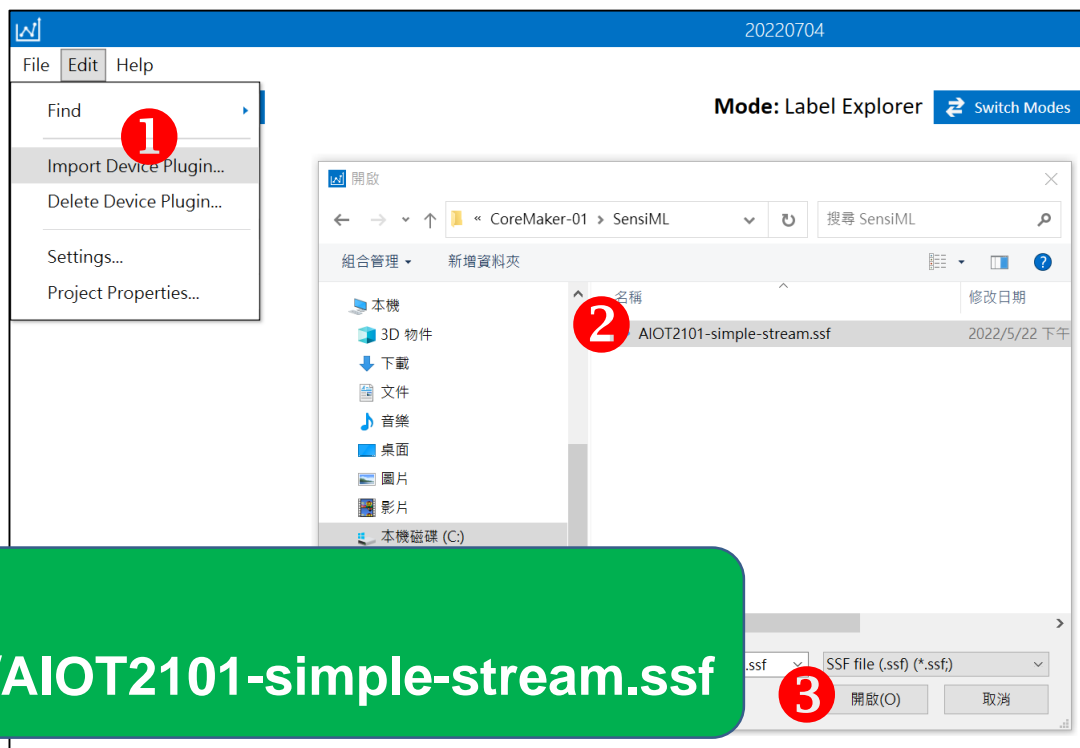 20220704
File Edit Help
Find
1
Mode: Label Explorer Switch Modes
Import Device Plugin...
Delete Device Plugin...
Settings...
Project Properties...
開啟
« CoreMaker-01 › SensiML
搜尋 SensiML
組合管理 新增資料夾
名稱 修改日期
2
AIOT2101-simple-stream.ssf 2022/5/22 下午
本機
3D 物件
下載
文件
音樂
桌面
圖片
影片
本機磁碟 (C:)
/AIOT2101-simple-stream.ssf
.ssf SSF file (.ssf) (*.ssf;)
3
開啟(O) 取消